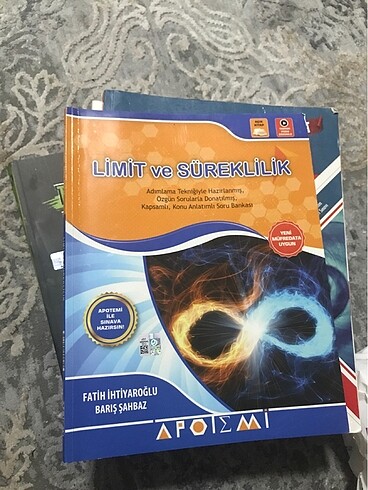 LİMİT ve SÜREKLİLİK
Adımlama Tekniğiyle Hazırlanmış,
Özgün Sorularla Donatılmış,
Kapsamlı, Konu Anlatımlı Soru Bankası
YENİ
MÜFREDATA
UYGUN
APOTEMİ
İLE
SINAVA
HAZIRSIN!
FATİH İHTİYAROĞLU
BARIŞ ŞAHBAZ
APOTEMİ